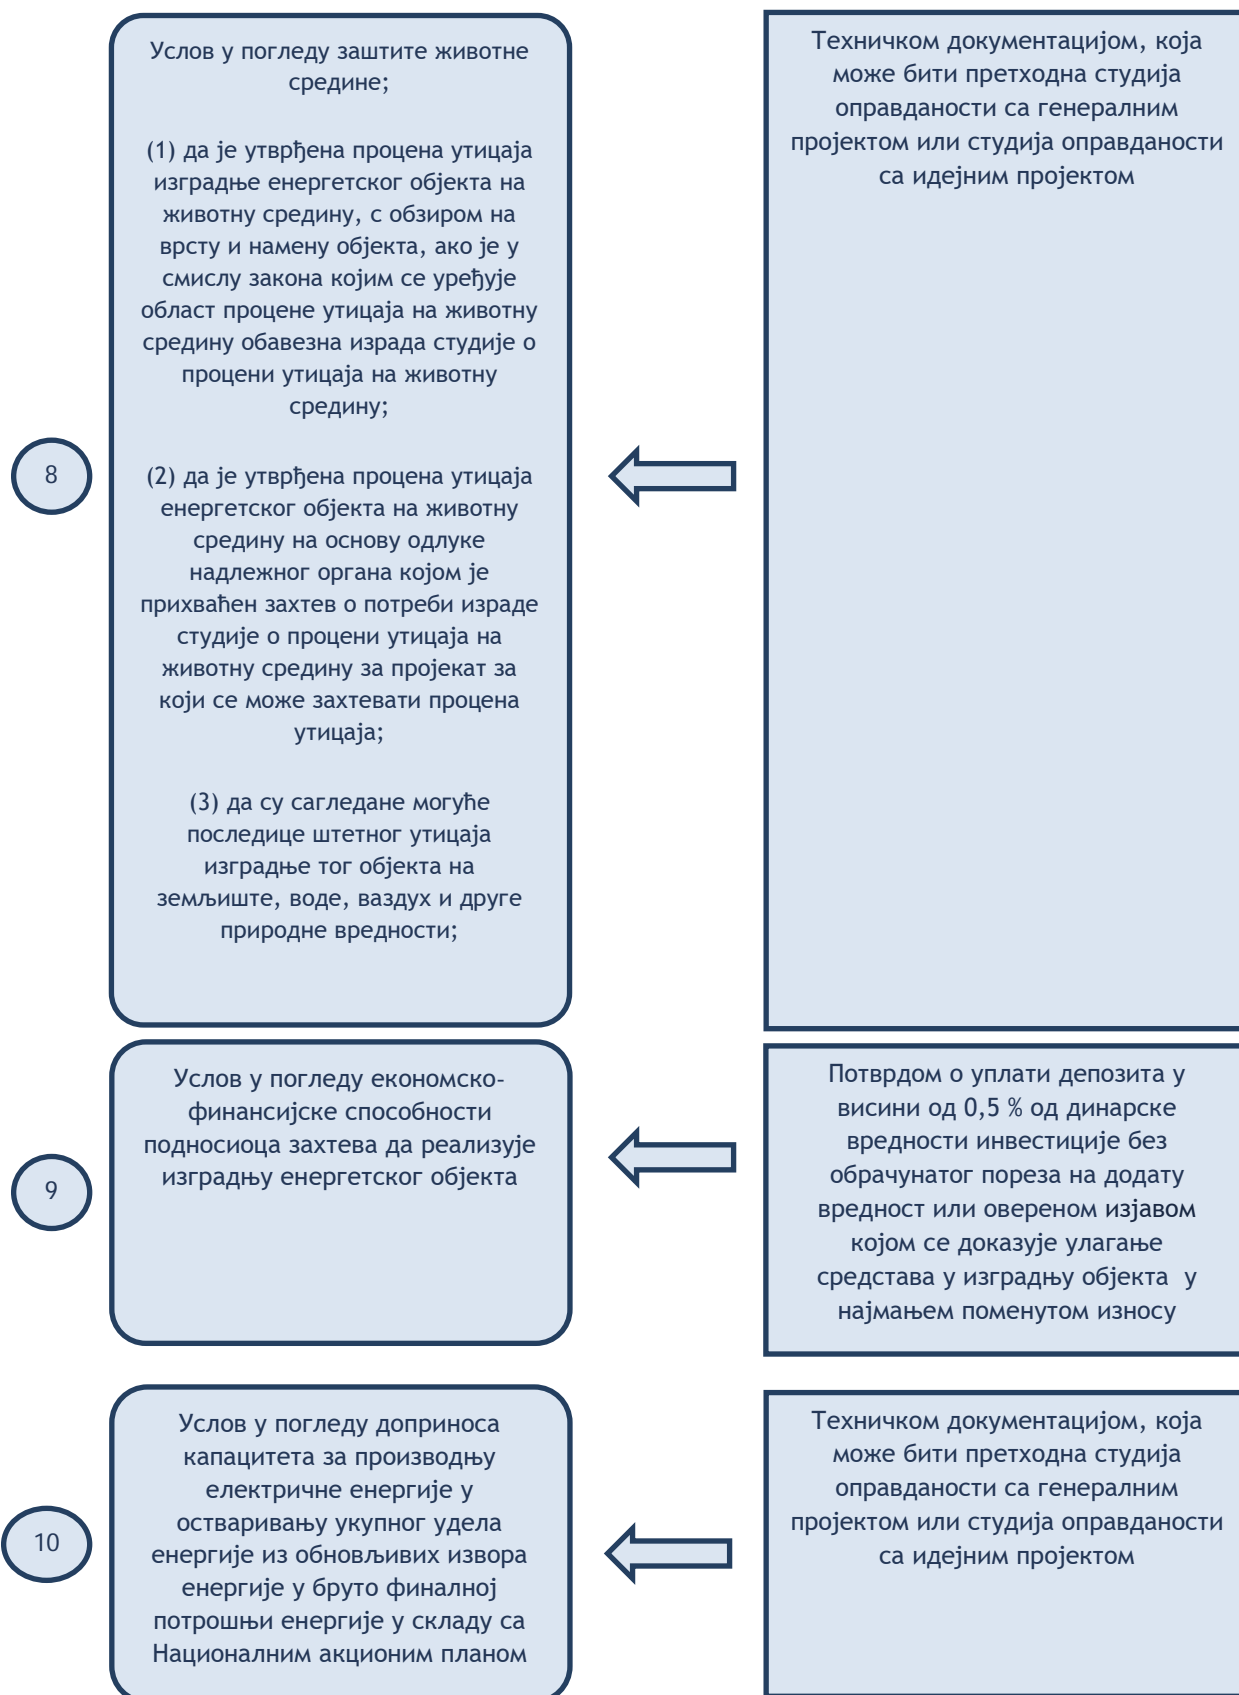 8
Услов у погледу заштите животне
средине;
(1) да је утврђена процена утицаја
изградње енергетског објекта на
животну средину, с обзиром на
врсту и намену објекта, ако је у
смислу закона којим се уређује
област процене утицаја на животну
средину обавезна израда студије о
процени утицаја на животну
средину;
(2) да је утврђена процена утицаја
енергетског објекта на животну
средину на основу одлуке
надлежног органа којом је
прихваћен захтев о потреби израде
студије о процени утицаја на
животну средину за пројекат за
који се може захтевати процена
утицаја;
(3) да су сагледане могуће
последице штетног утицаја
изградње тог објекта на
земљиште, воде, ваздух и друге
природне вредности;
Техничком документацијом, која
може бити претходна студија
оправданости са генералним
пројектом или студија оправданости
са идејним пројектом
9
Услов у погледу економско-
финансијске способности
подносиоца захтева да реализује
изградњу енергетског објекта
Потврдом о уплати депозита у
висини од 0,5 % од динарске
вредности инвестиције без
обрачунатог пореза на додату
вредност или овереном изјавом
којом се доказује улагање
средстава у изградњу објекта у
најмањем поменутом износу
10
Услов у погледу доприноса
капацитета за производњу
електричне енергије у
остваривању укупног удела
енергије из обновљивих извора
енергије у бруто финалној
потрошњи енергије у складу са
Националним акционим планом
Техничком документацијом, која
може бити претходна студија
оправданости са генералним
пројектом или студија оправданости
са идејним пројектом